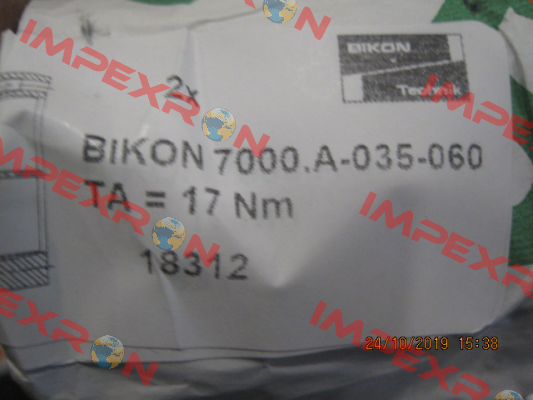 2x
BIKON
Technik
BIKON 7000.A-035-060
TA = 17 Nm
18312
24/10/2019 15:38
IMPEXRON
IMPEXRON
IMPEXRON
IMPEXRON
IMPEXRON
IMPEXRON